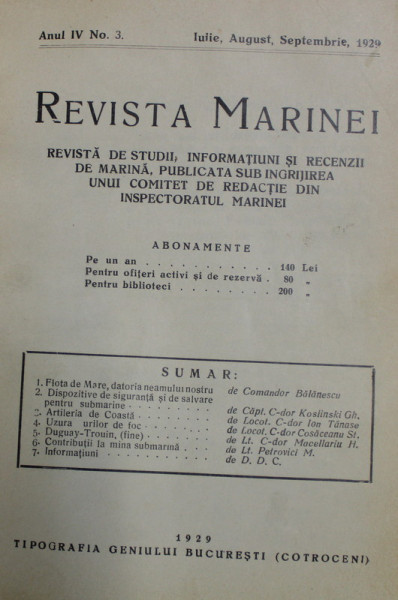 Anul IV No. 3. Iulie, August, Septembrie, 1929
REVISTA MARINEI
REVISTĂ DE STUDII, INFORMAȚIUNI ȘI RECENZII
DE MARINĂ, PUBLICATA SUB INGRIJIREA
UNUI COMITET DE REDACȚIE DIN
INSPECTORATUL MARINEI
ABONAMENTE
Pe un an . . . . . . . . . . . 140 Lei
Pentru ofițeri activi și de rezervă . 80 „
Pentru biblioteci . . . . . . . . 200 „
SUMAR:
1. Flota de Mare, datoria neamului nostru de Comandor Bălănescu
2. Dispozitive de siguranță și de salvare
pentru submarine . . . . . . . . . de Căpt. C-dor Koslinski Gh.
3. Artileria de Coastă . . . . . . . . de Locot. C-dor Ion Tănase
4. Uzura urilor de foc . . . . . . . de Locot. C-dor Cosăceanu St.
5. Duguay-Trouin, (fine) . . . . . . . de Lt. C-dor Macellariu H.
6. Contribuții la mina submarină . . . de Lt. Petrovici M.
7. Informațiuni . . . . . . . . . . de D. D. C.
1929
TIPOGRAFIA GENIULUI BUCUREȘTI (COTROCENI)